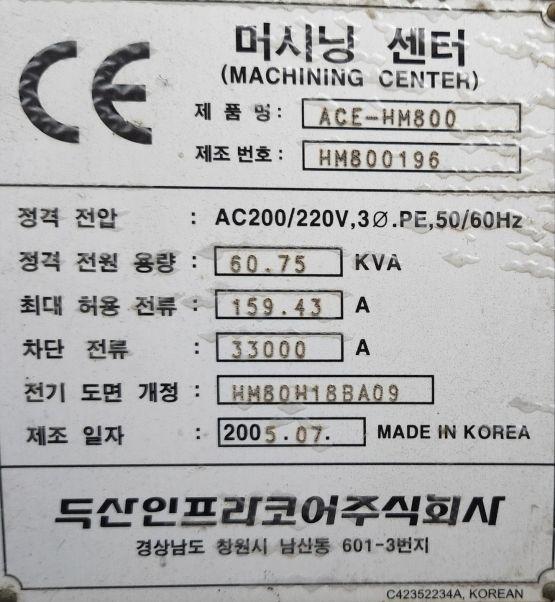 CE
머시닝 센터
(MACHINING CENTER)
제 품 명 : ACE-HM800
제조 번호 : HM800196
정격 전압 : AC200/220V,3Ø.PE,50/60Hz
정격 전원 용량 : 60.75 KVA
최대 허용 전류 : 159.43 A
차단 전류 : 33000 A
전기 도면 개정 : HM80H18BA09
제조 일자 : 2005.07. MADE IN KOREA
두산인프라코어주식회사
경상남도 창원시 남산동 601-3번지
C42352234A, KOREAN